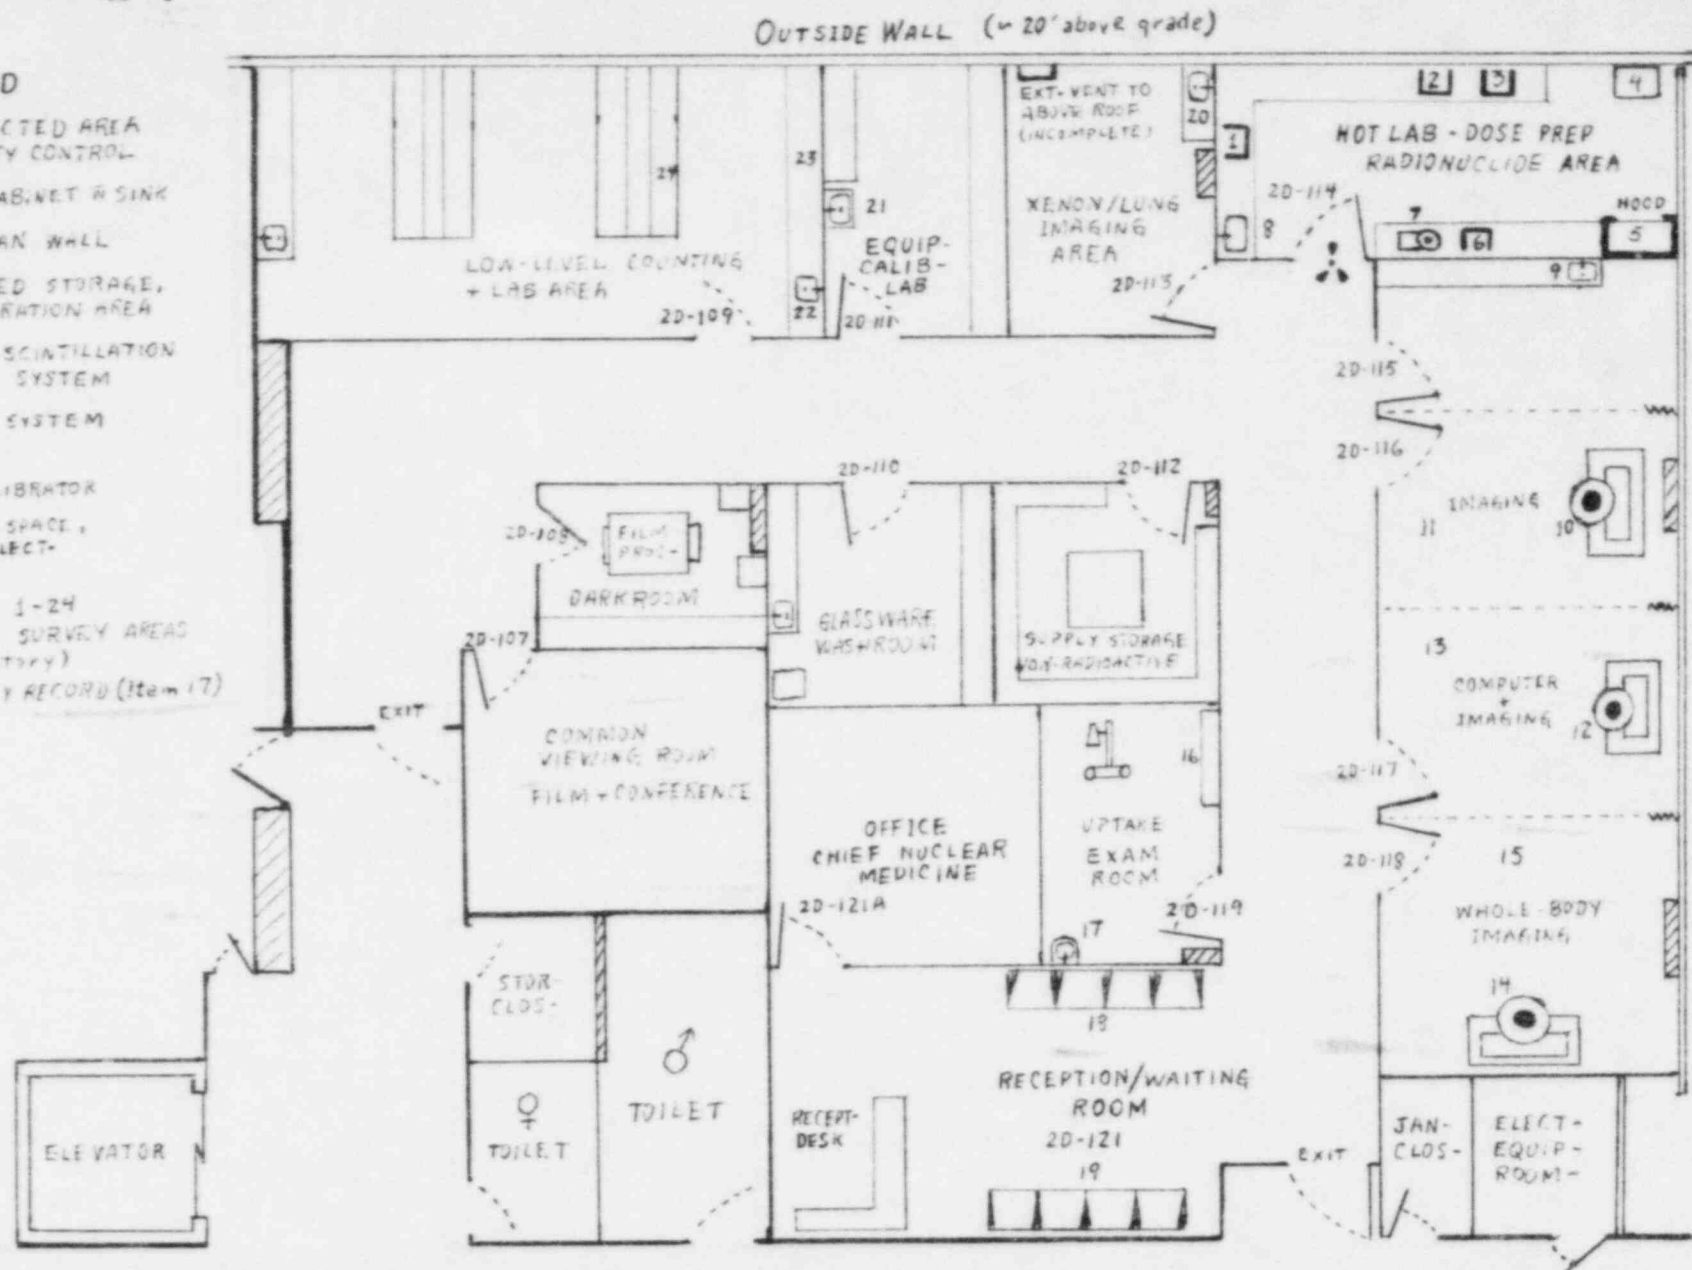 OUTSIDE WALL (~ 20' above grade)
D
CTED AREA
TY CONTROL
ABINET & SINK
AN WALL
ED STORAGE,
RATION AREA
SCINTILLATION
SYSTEM
SYSTEM
IBRATOR
SPACE,
LECT-
1-24
SURVEY AREAS
tory)
Y RECORD (Item 17)
EXT-VENT TO
ABOVE ROOF
(INCOMPLETE)
20
1
2
3
4
HOT LAB - DOSE PREP
RADIONUCLIDE AREA
2D-114
HOOD
5
6
7
8
9
XENON/LUNG
IMAGING
AREA
2D-113
24
23
21
22
EQUIP-
CALIB-
LAB
LOW-LEVEL COUNTING
+ LAB AREA
2D-109
2D-111
2D-115
2D-116
2D-110
2D-112
IMAGING
10
11
2D-108
FILM
PROC-
DARKROOM
GLASSWARE
WASHROOM
SUPPLY STORAGE
NON-RADIOACTIVE
2D-107
13
COMPUTER
+
IMAGING
12
EXIT
COMMON
VIEWING ROOM
FILM + CONFERENCE
16
2D-117
OFFICE
CHIEF NUCLEAR
MEDICINE
UPTAKE
EXAM
ROOM
2D-118
15
2D-121A
2D-119
17
WHOLE-BODY
IMAGING
14
STOR-
CLOS-
18
♂
TOILET
♀
TOILET
RECEPTION/WAITING
ROOM
2D-121
19
RECEPT-
DESK
ELEVATOR
EXIT
JAN-
CLOS-
ELECT-
EQUIP-
ROOM-